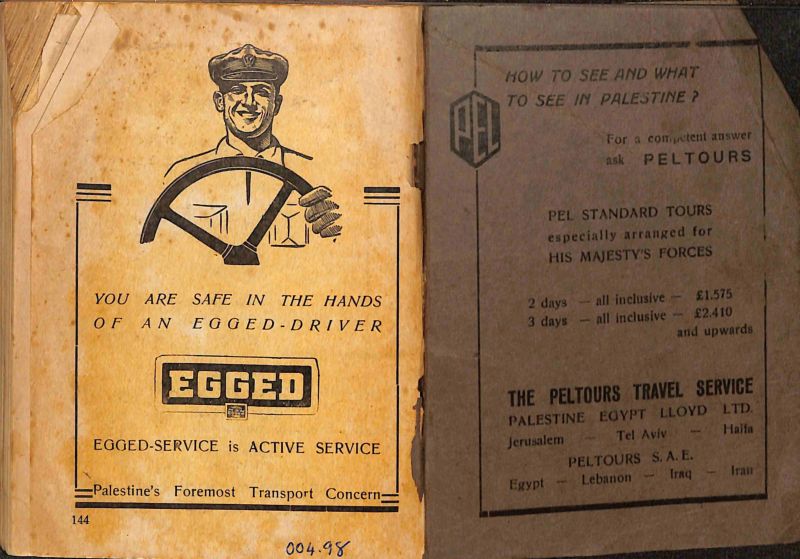 YOU ARE SAFE IN THE HANDS
OF AN EGGED-DRIVER
EGGED
EGGED-SERVICE is ACTIVE SERVICE
Palestine's Foremost Transport Concern
144
004.98
HOW TO SEE AND WHAT
TO SEE IN PALESTINE?
PEL
For a competent answer
ask PELTOURS
PEL STANDARD TOURS
especially arranged for
HIS MAJESTY'S FORCES
2 days — all inclusive — £1.575
3 days — all inclusive — £2.410
and upwards
THE PELTOURS TRAVEL SERVICE
PALESTINE EGYPT LLOYD LTD.
Jerusalem — Tel Aviv — Haifa
PELTOURS S.A.E.
Egypt — Lebanon — Iraq — Iran